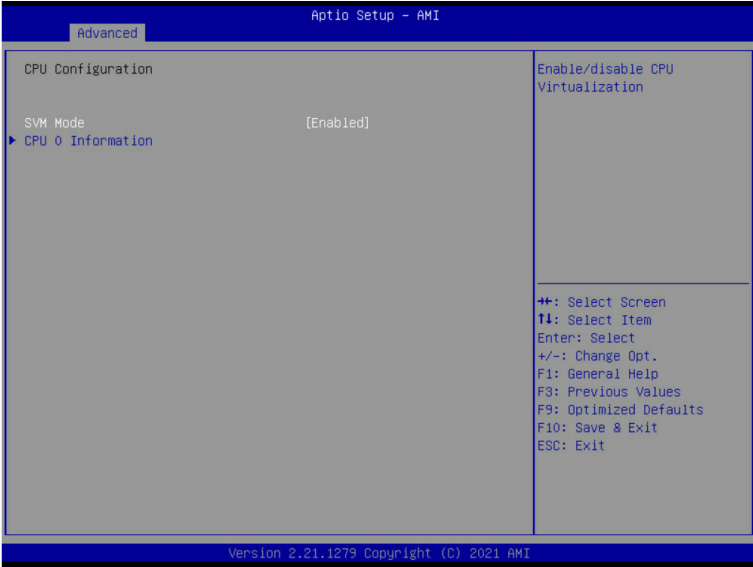 Aptio Setup – AMI
Advanced
CPU Configuration
SVM Mode [Enabled]
CPU 0 Information
Enable/disable CPU
Virtualization
→←: Select Screen
↑↓: Select Item
Enter: Select
+/-: Change Opt.
F1: General Help
F3: Previous Values
F9: Optimized Defaults
F10: Save & Exit
ESC: Exit
Version 2.21.1279 Copyright (C) 2021 AMI